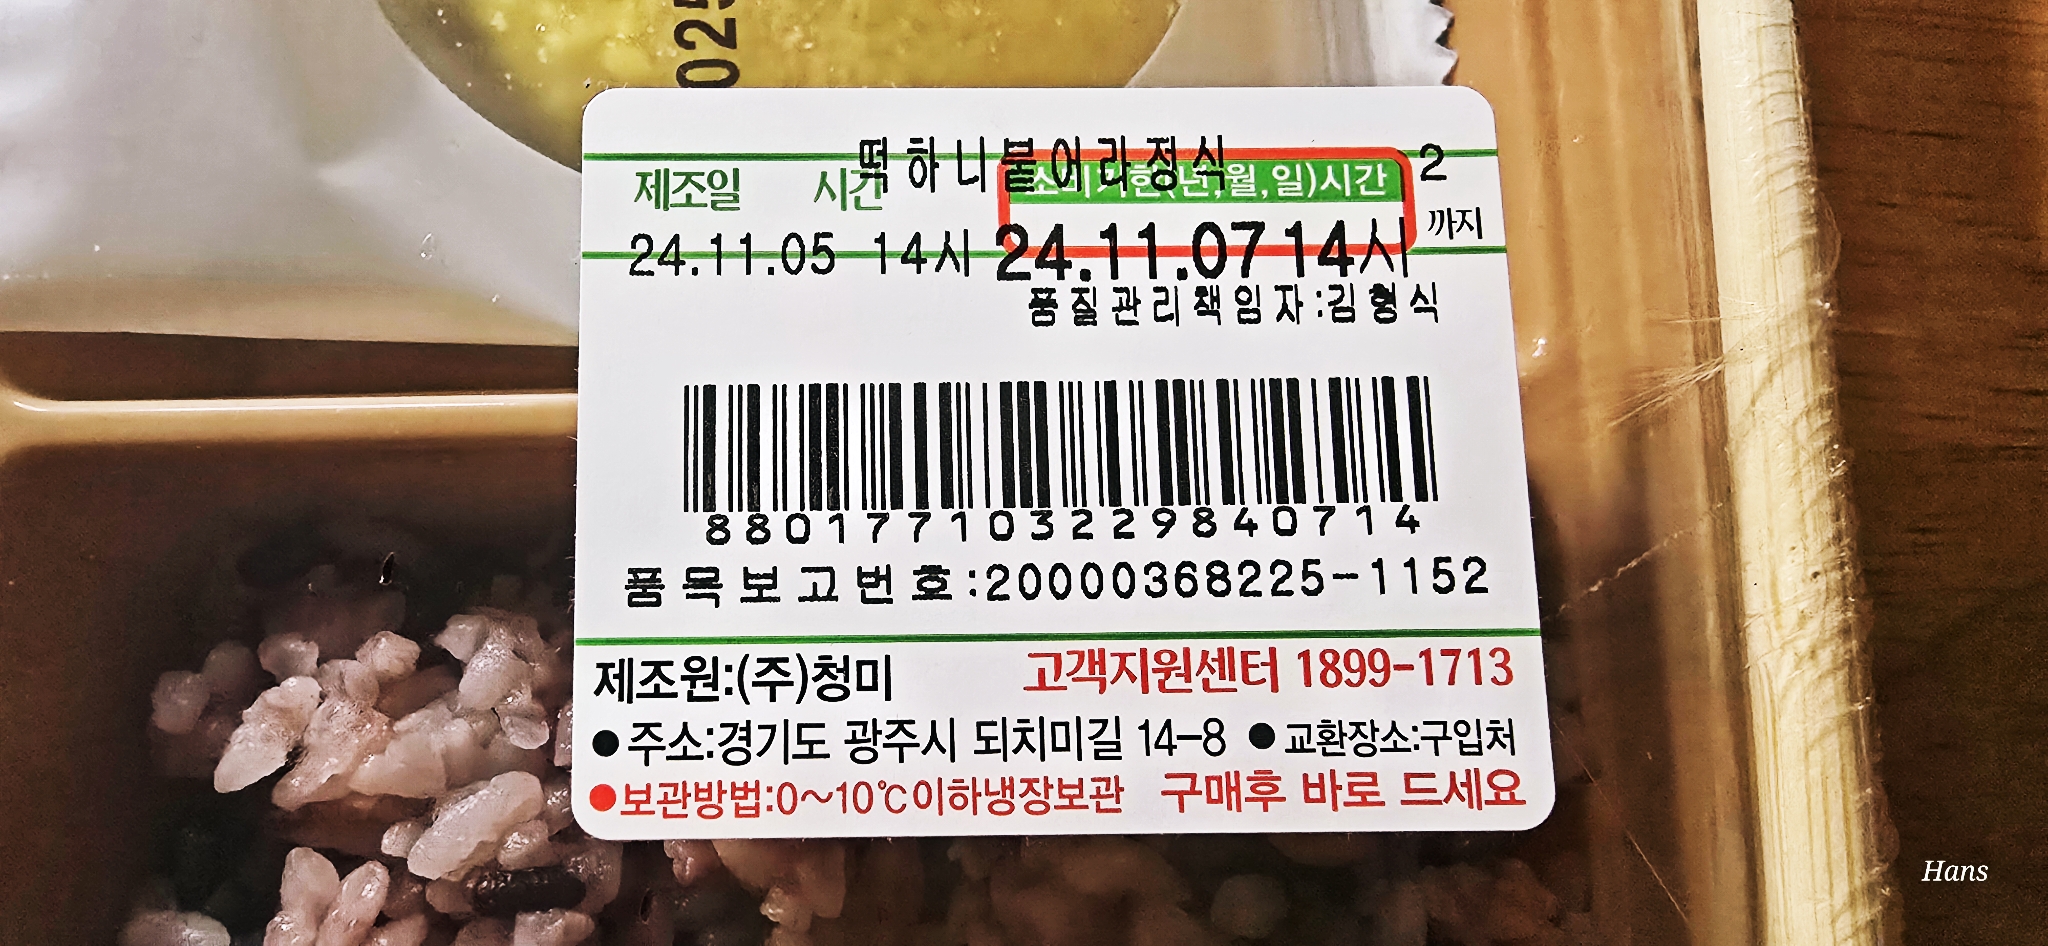 025
떡하니붙어라정식 2
제조일 시간 소비기한(년,월,일)시간
24.11.05 14시 24.11.07 14시 까지
품질관리책임자:김형식
880177103229840714
품목보고번호:20000368225-1152
제조원:(주)청미 고객지원센터 1899-1713
●주소:경기도 광주시 되치미길 14-8 ●교환장소:구입처
●보관방법:0~10℃이하냉장보관 구매후 바로 드세요
Hans